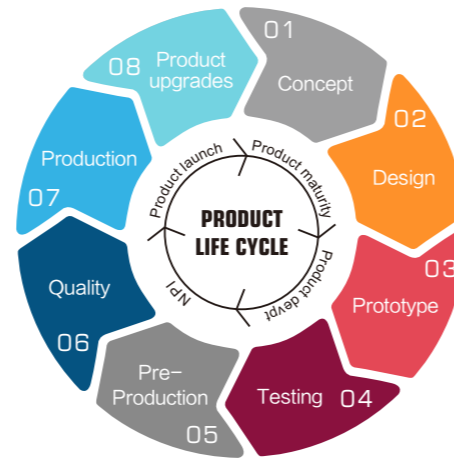 01
Concept
02
Design
03
Prototype
04
Testing
05
Pre-
Production
06
Quality
07
Production
08
Product
upgrades
PRODUCT
LIFE CYCLE
Product launch
Product maturity
Product devpt
NPI